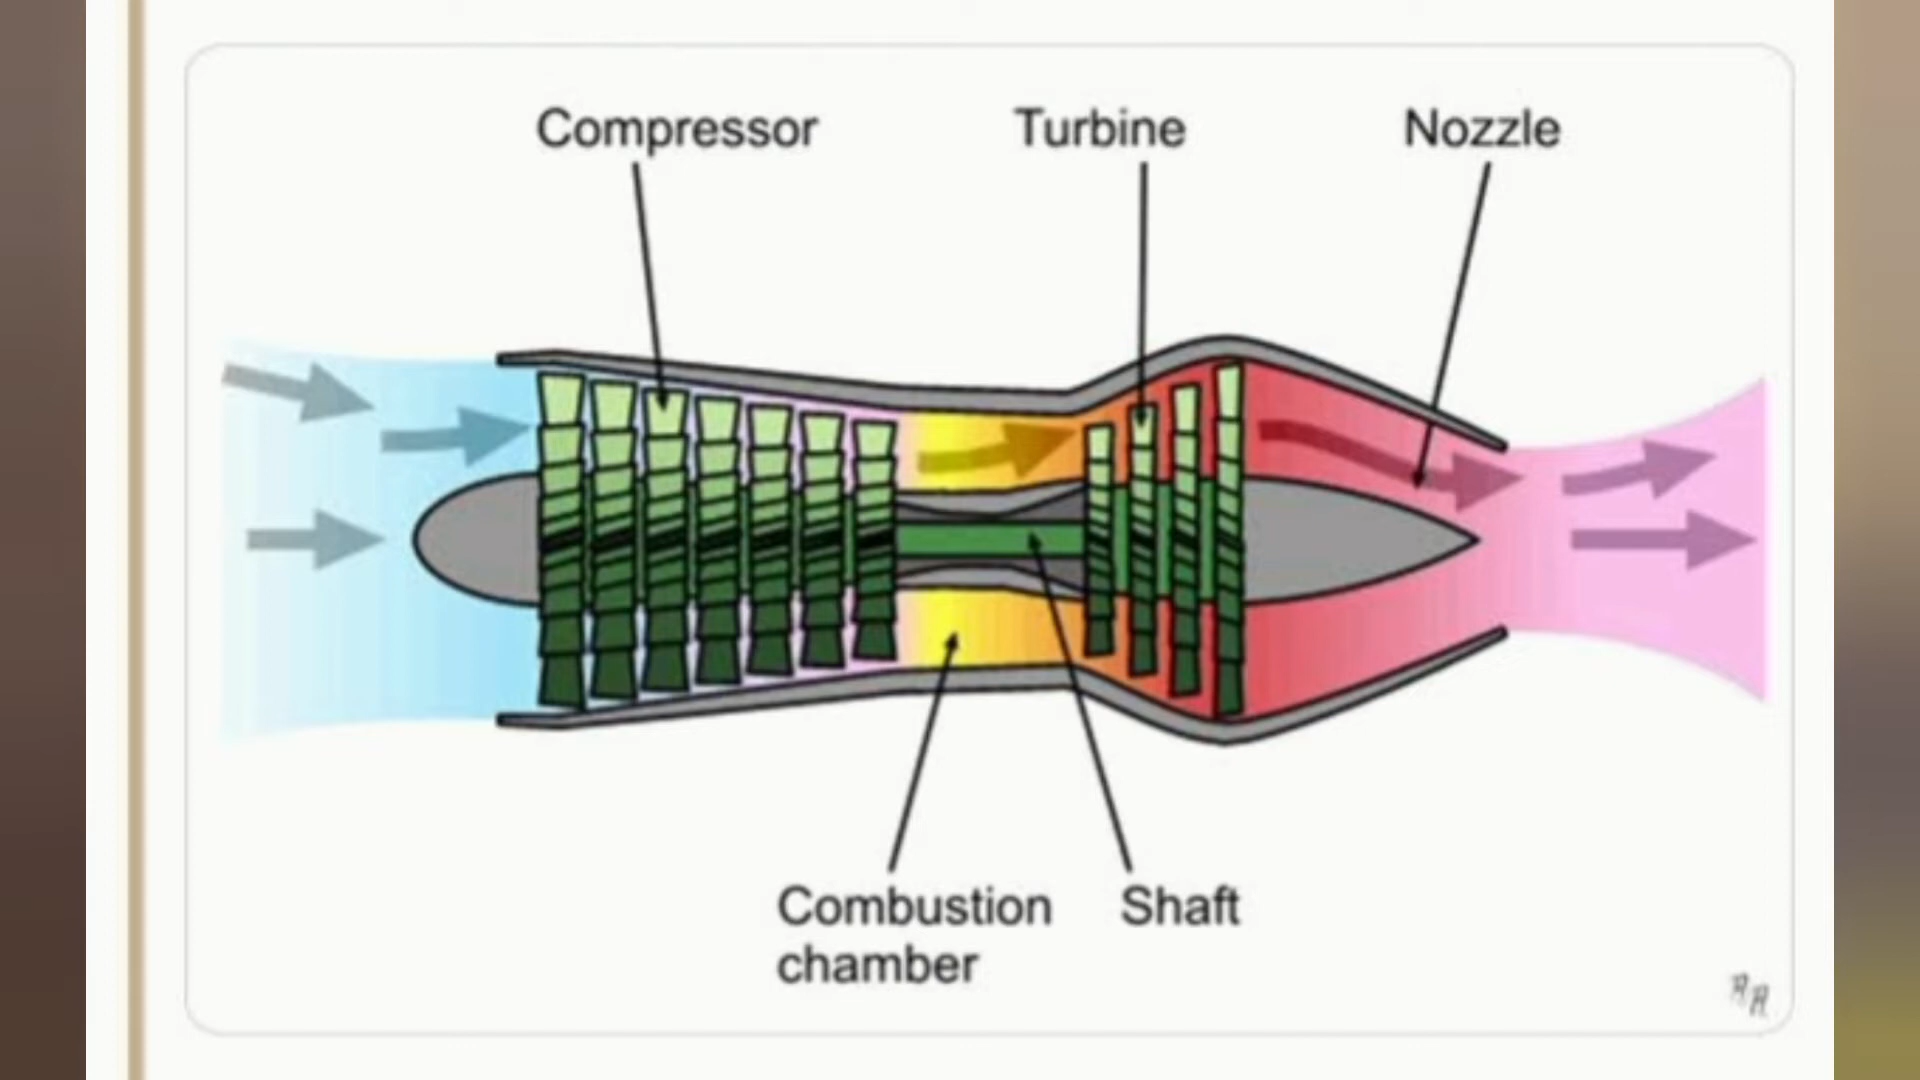 Compressor
Turbine
Nozzle
Combustion
chamber
Shaft